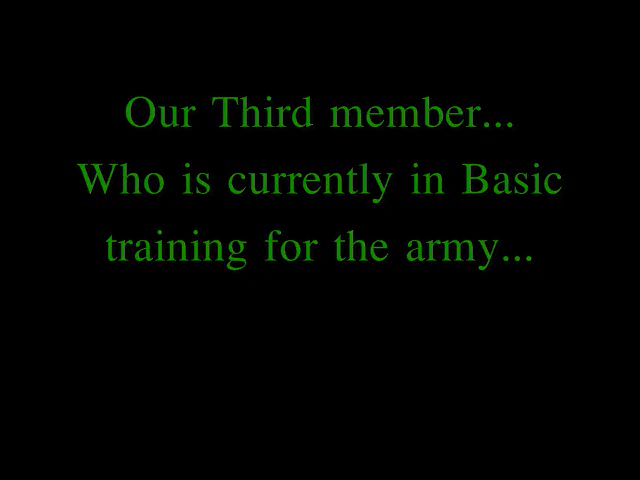 Our Third member...
Who is currently in Basic
training for the army...